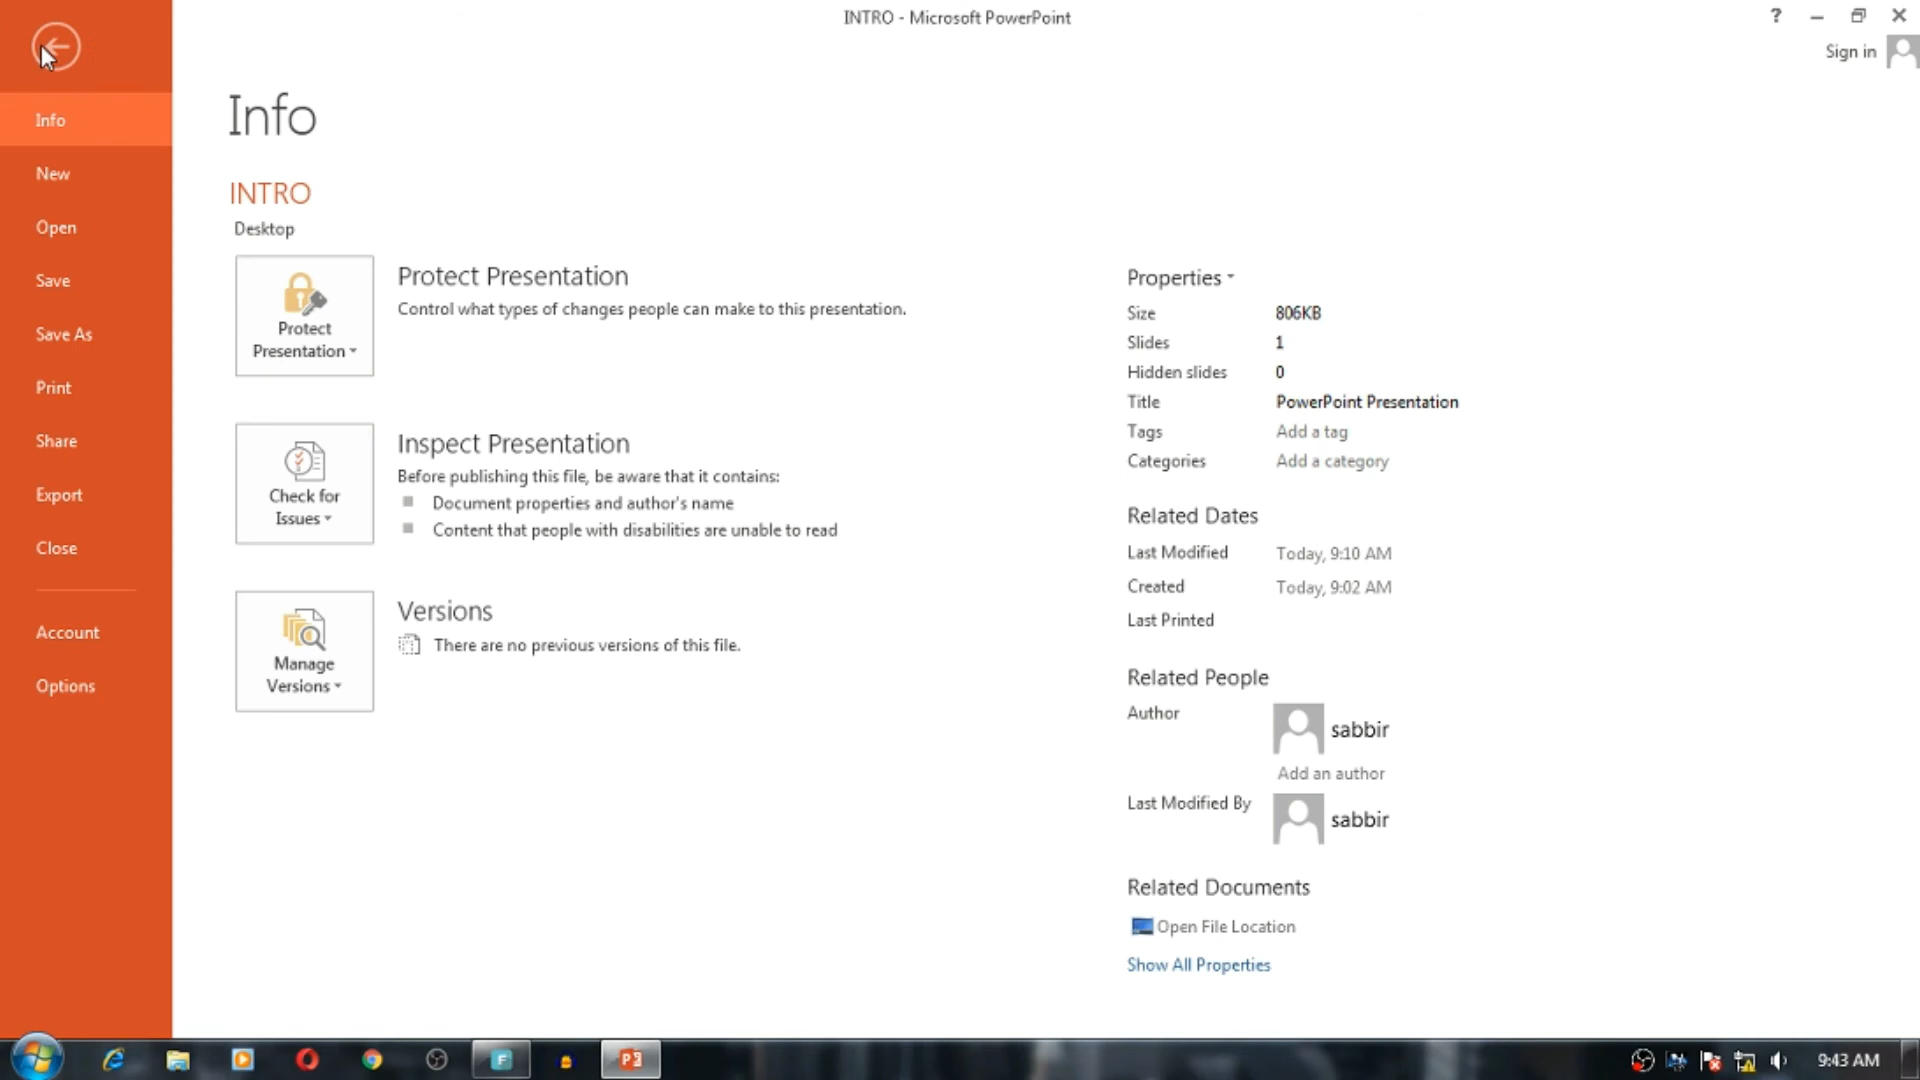 INTRO - Microsoft PowerPoint
?
Sign in
Info
New
Open
Save
Save As
Print
Share
Export
Close
Account
Options
Info
INTRO
Desktop
Protect
Presentation
Protect Presentation
Control what types of changes people can make to this presentation.
Check for
Issues
Inspect Presentation
Before publishing this file, be aware that it contains:
Document properties and author's name
Content that people with disabilities are unable to read
Manage
Versions
Versions
There are no previous versions of this file.
Properties
Size 806KB
Slides 1
Hidden slides 0
Title PowerPoint Presentation
Tags Add a tag
Categories Add a category
Related Dates
Last Modified Today, 9:10 AM
Created Today, 9:02 AM
Last Printed
Related People
Author sabbir
Add an author
Last Modified By sabbir
Related Documents
Open File Location
Show All Properties
9:43 AM